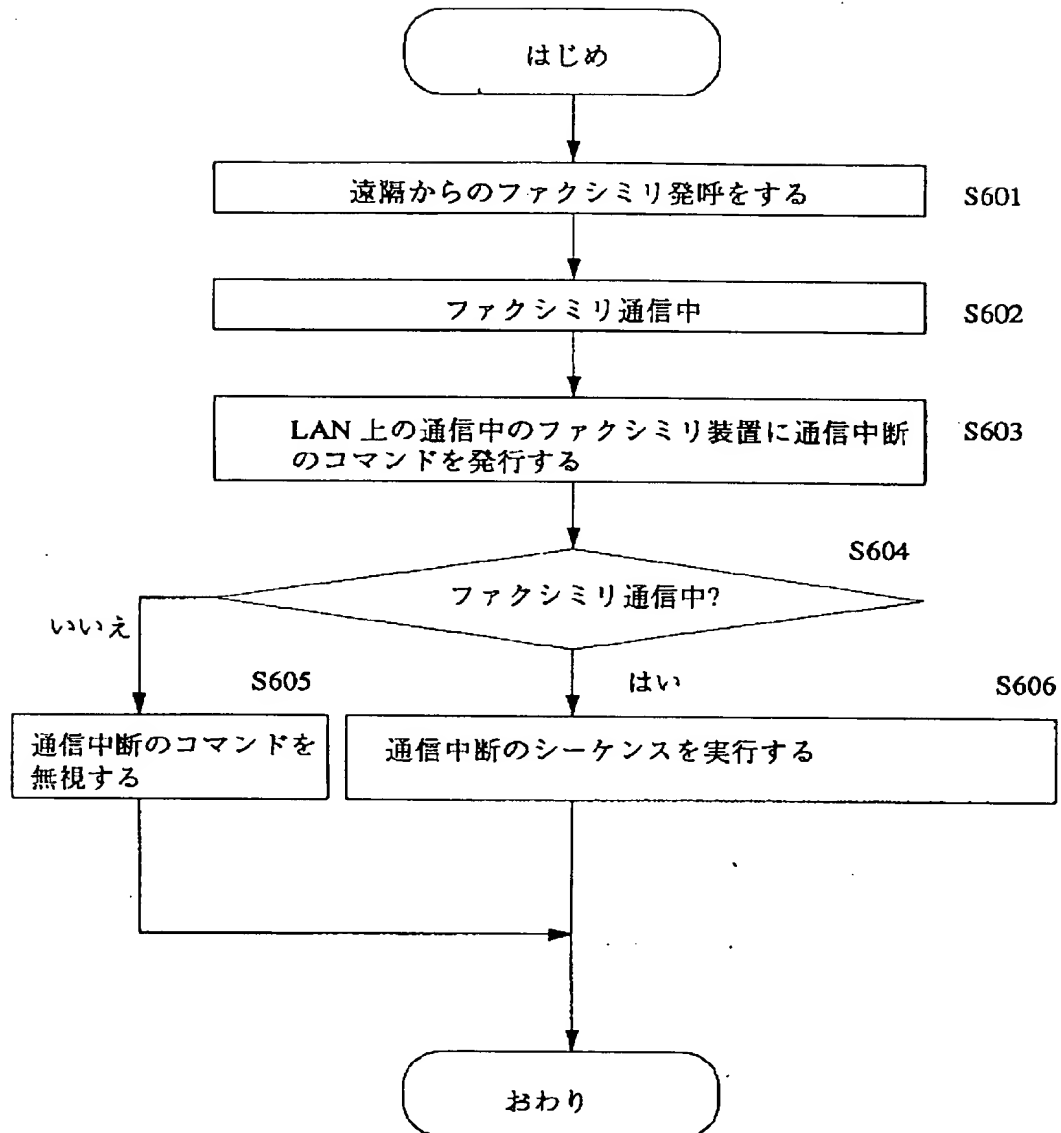 はじめ
遠隔からのファクシミリ発呼をする
S601
ファクシミリ通信中
S602
LAN 上の通信中のファクシミリ装置に通信中断
のコマンドを発行する
S603
S604
ファクシミリ通信中?
いいえ
はい
S605
S606
通信中断のコマンドを
無視する
通信中断のシーケンスを実行する
おわり